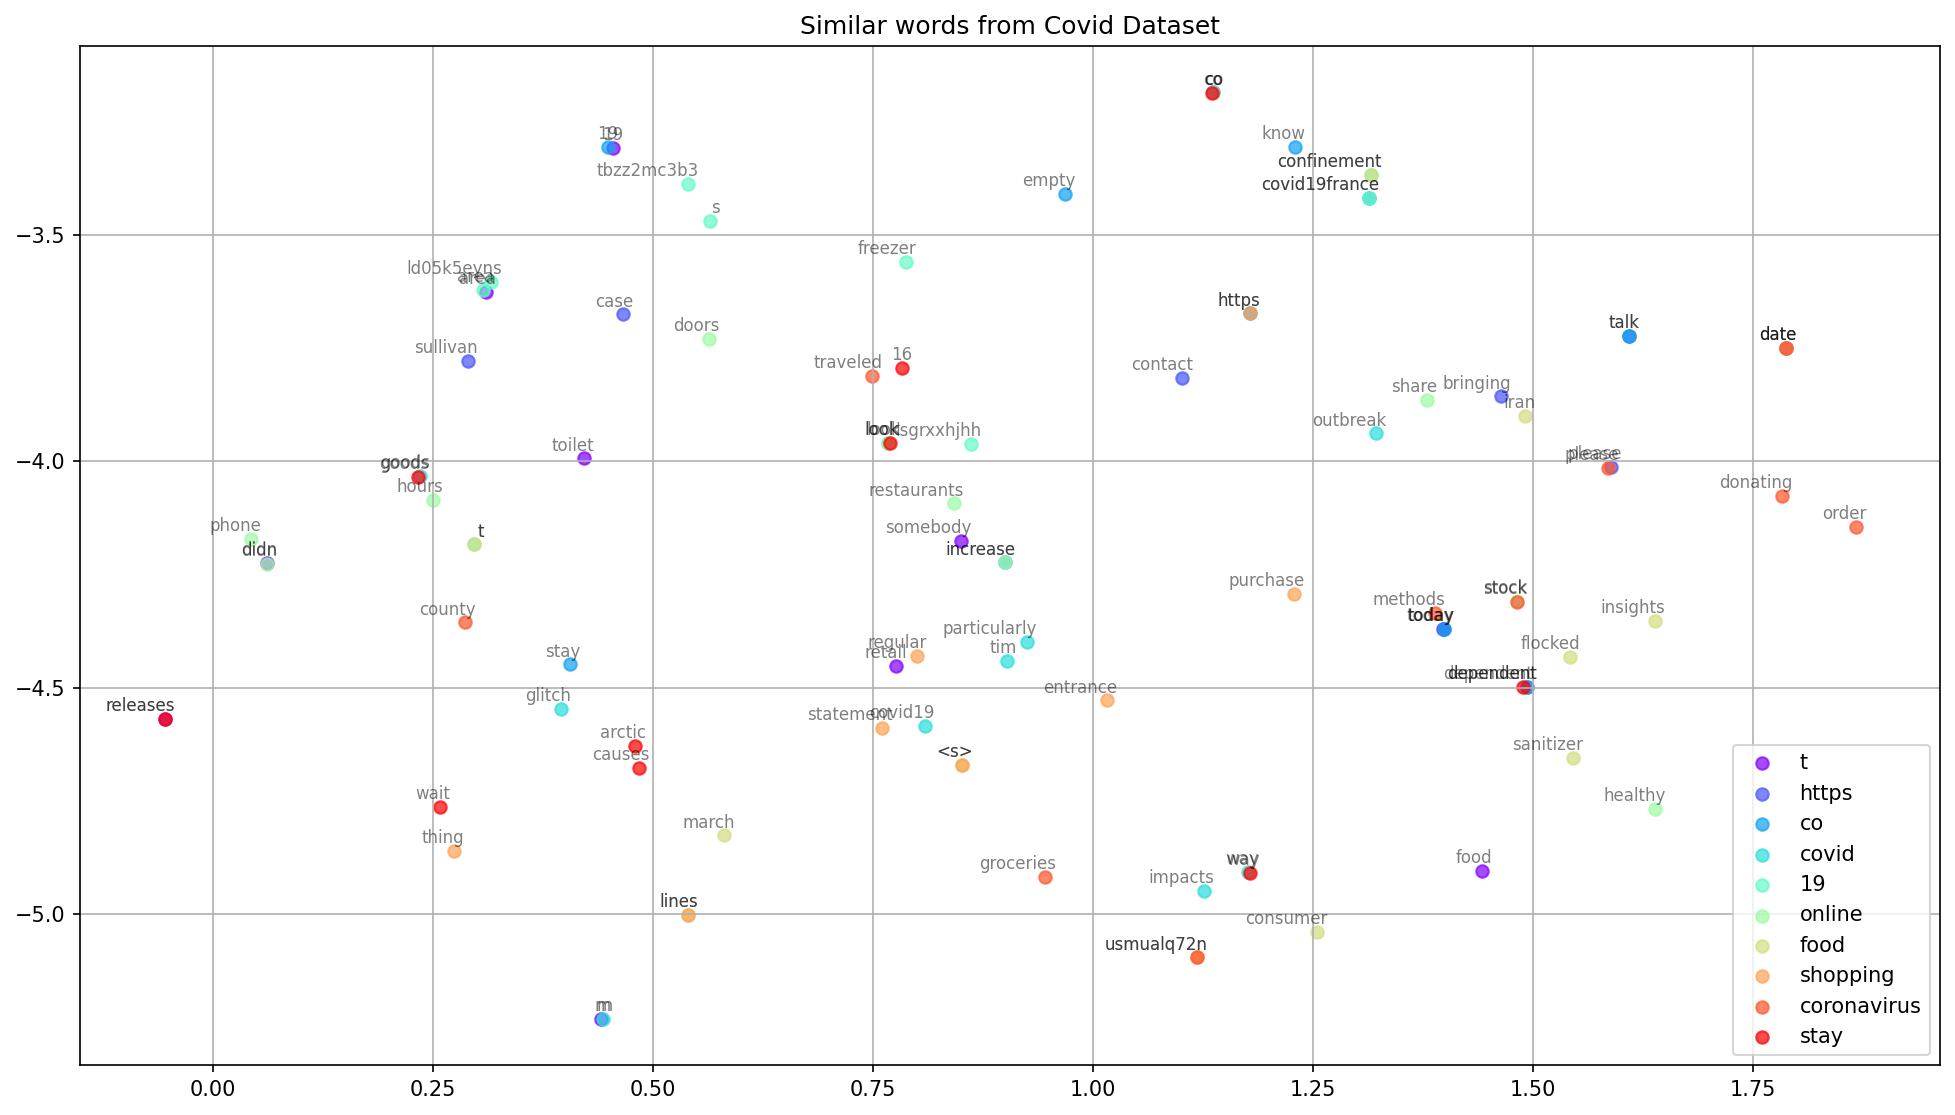 Similar words from Covid Dataset
co
19
19
know
confinement
tbzz2mc3b3
empty
covid19france
s
−3.5
freezer
ld05k5eyns
area
case
https
doors
talk
date
sullivan
traveled
16
contact
share
bringing
iran
outbreak
look
toilet
please
please
−4.0
goods
hours
restaurants
donating
phone
order
didn
t
somebody
increase
purchase
methods
stock
insights
county
today
particularly
stay
regular
retail
tim
flocked
−4.5
glitch
entrance
dependent
releases
statement
covid19
arctic
causes
<s>
sanitizer
wait
healthy
thing
march
groceries
way
food
impacts
−5.0
lines
consumer
usmualq72n
m
t
https
co
covid
19
online
food
shopping
coronavirus
stay
0.00 0.25 0.50 0.75 1.00 1.25 1.50 1.75